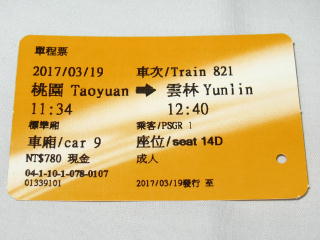 單程票
2017/03/19 車次/Train 821
桃園 Taoyuan → 雲林 Yunlin
11:34 12:40
標準廂 乘客/PSGR 1
車廂/car 9 座位/seat 14D
NT$780 現金 成人
04-1-10-1-078-0107
01339101 2017/03/19發行 至